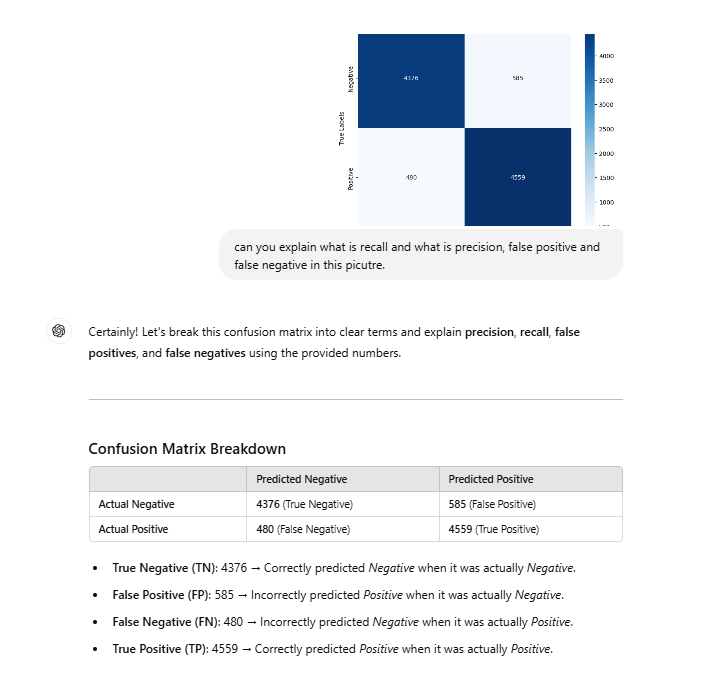 4376 585
480 4559
Negative
Positive
True Labels
4000
3500
3000
2500
2000
1500
1000
can you explain what is recall and what is precision, false positive and
false negative in this picutre.
Certainly! Let's break this confusion matrix into clear terms and explain precision, recall, false
positives, and false negatives using the provided numbers.
Confusion Matrix Breakdown
Predicted Negative Predicted Positive
Actual Negative 4376 (True Negative) 585 (False Positive)
Actual Positive 480 (False Negative) 4559 (True Positive)
• True Negative (TN): 4376 → Correctly predicted Negative when it was actually Negative.
• False Positive (FP): 585 → Incorrectly predicted Positive when it was actually Negative.
• False Negative (FN): 480 → Incorrectly predicted Negative when it was actually Positive.
• True Positive (TP): 4559 → Correctly predicted Positive when it was actually Positive.